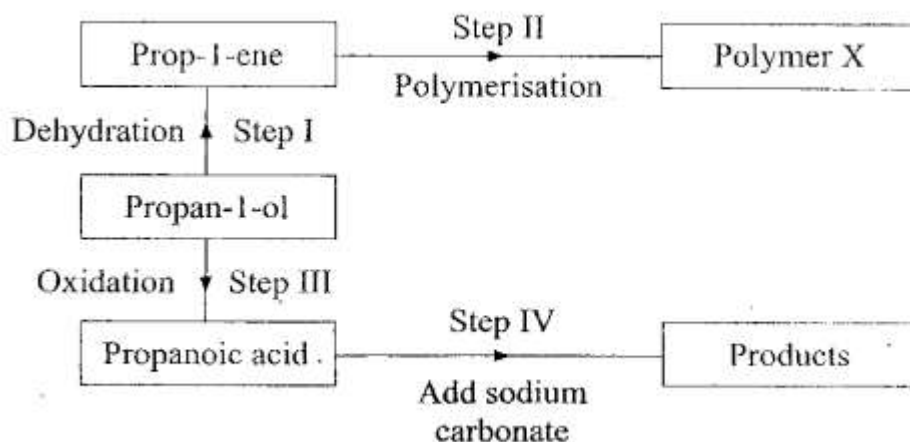 Prop-1-ene
Step II
Polymerisation
Polymer X
Dehydration
Step I
Propan-1-ol
Oxidation
Step III
Propanoic acid
Step IV
Add sodium
carbonate
Products